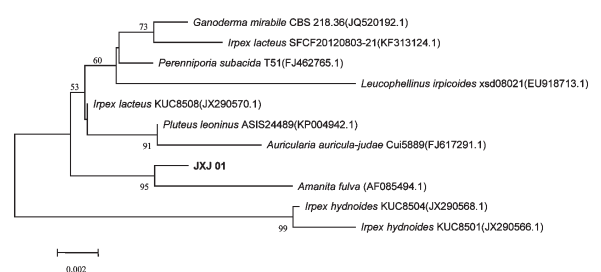 Ganoderma mirabile CBS 218.36(JQ520192.1)
73
Irpex lacteus SFCF20120803-21(KF313124.1)
60
Perenniporia subacida T51(FJ462765.1)
Leucophellinus irpicoides xsd08021(EU918713.1)
53
Irpex lacteus KUC8508(JX290570.1)
Pluteus leoninus ASIS24489(KP004942.1)
91
Auricularia auricula-judae Cui5889(FJ617291.1)
JXJ 01
95
Amanita fulva (AF085494.1)
Irpex hydnoides KUC8504(JX290568.1)
99
Irpex hydnoides KUC8501(JX290566.1)
0.002